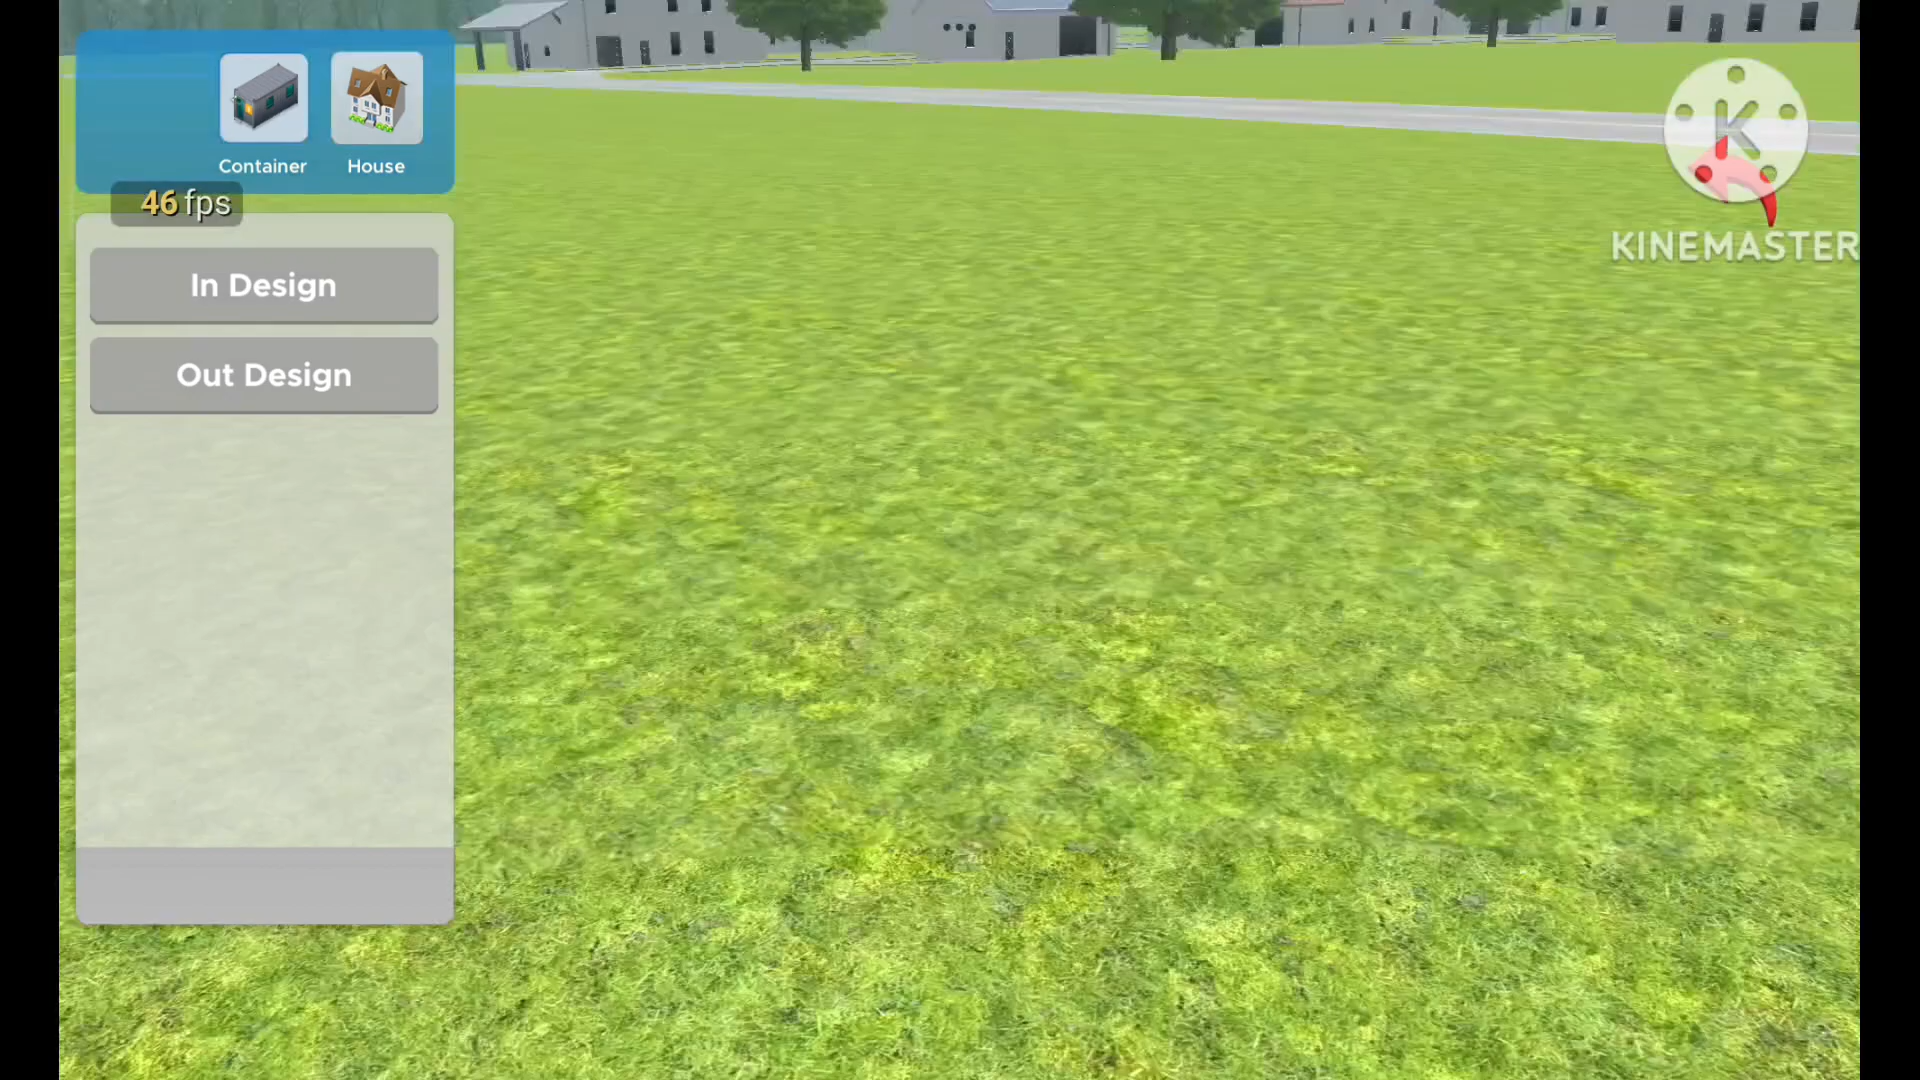 Container House
46 fps
In Design
Out Design
K
KINEMASTER